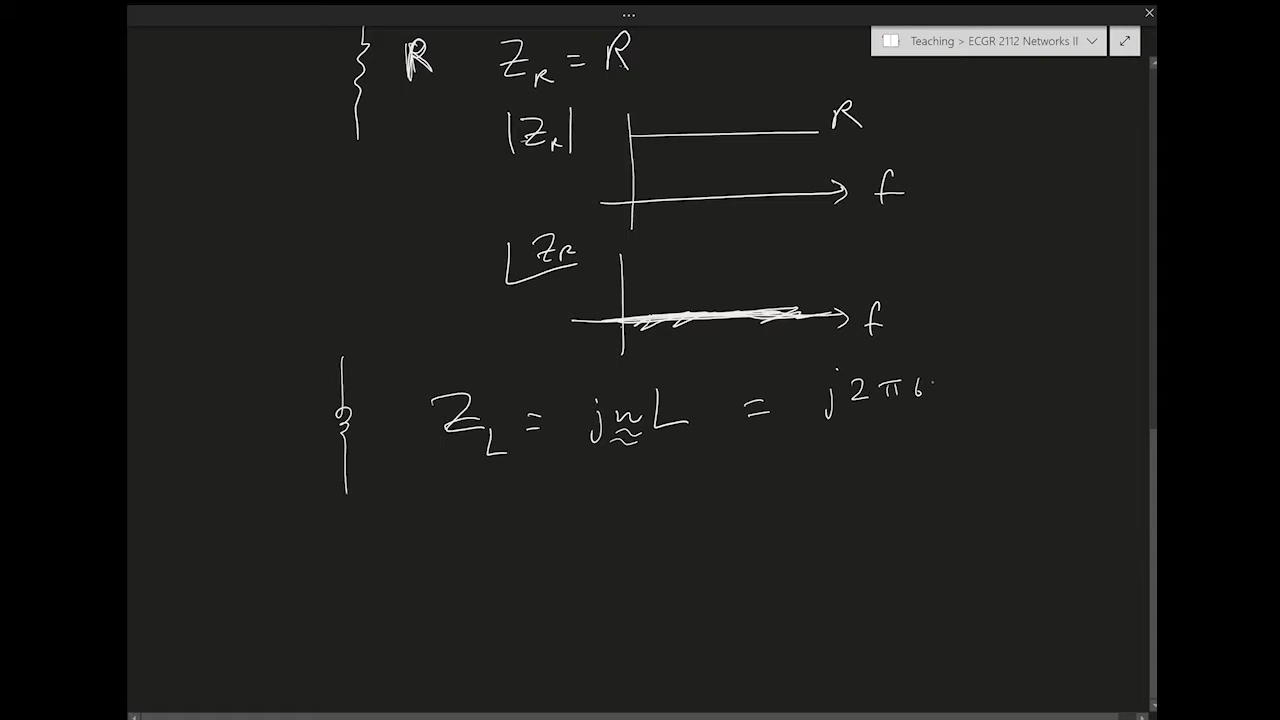 ...
Teaching > ECGR 2112 Networks II
R Z_R = R
|Z_R| R
f
∠Z_R
f
Z_L = jωL = j2π